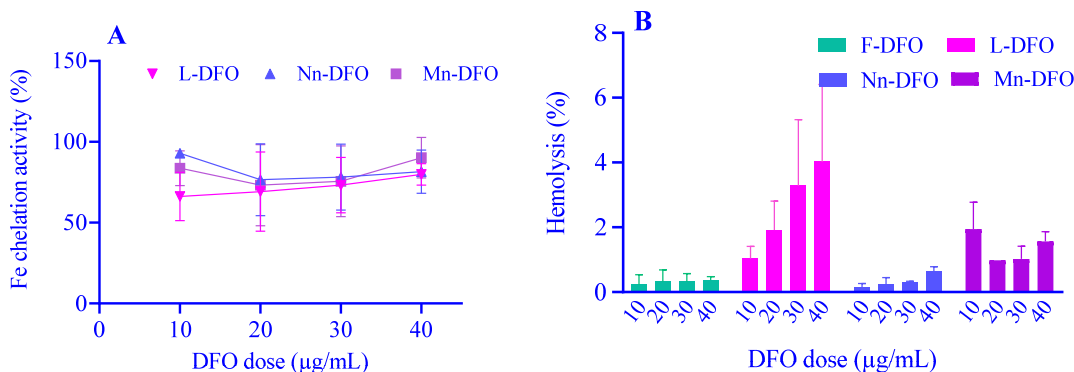 A
L-DFO Nn-DFO Mn-DFO
Fe chelation activity (%)
150
100
50
0
0 10 20 30 40
DFO dose (µg/mL)
B
F-DFO L-DFO
Nn-DFO Mn-DFO
Hemolysis (%)
8
6
4
2
0
10 20 30 40 10 20 30 40 10 20 30 40 10 20 30 40
DFO dose (µg/mL)